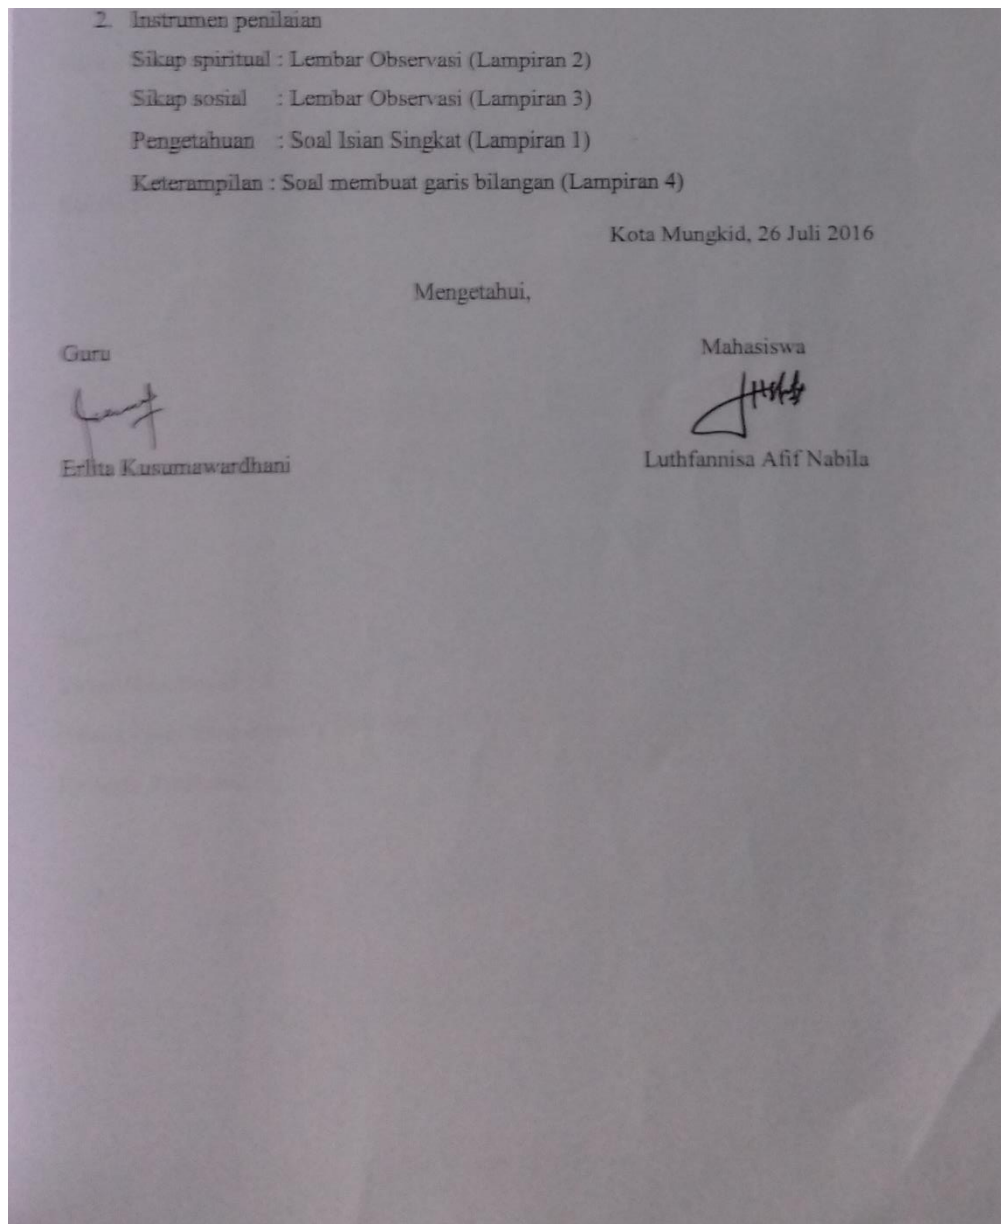 2. Instrumen penilaian
Sikap spiritual : Lembar Observasi (Lampiran 2)
Sikap sosial : Lembar Observasi (Lampiran 3)
Pengetahuan : Soal Isian Singkat (Lampiran 1)
Keterampilan : Soal membuat garis bilangan (Lampiran 4)
Kota Mungkid, 26 Juli 2016
Mengetahui,
Guru Mahasiswa
Erlita Kusumawardhani Luthfannisa Afif Nabila